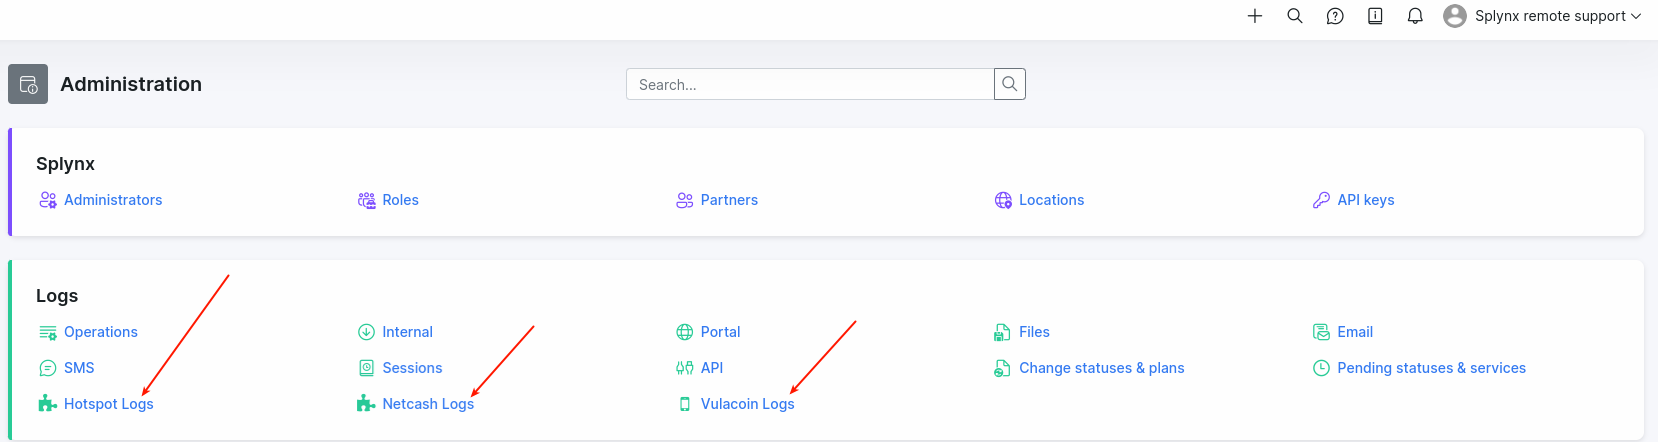 Splynx remote support
Administration
Search...
Splynx
Administrators Roles Partners Locations API keys
Logs
Operations Internal Portal Files Email
SMS Sessions API Change statuses & plans Pending statuses & services
Hotspot Logs Netcash Logs Vulacoin Logs